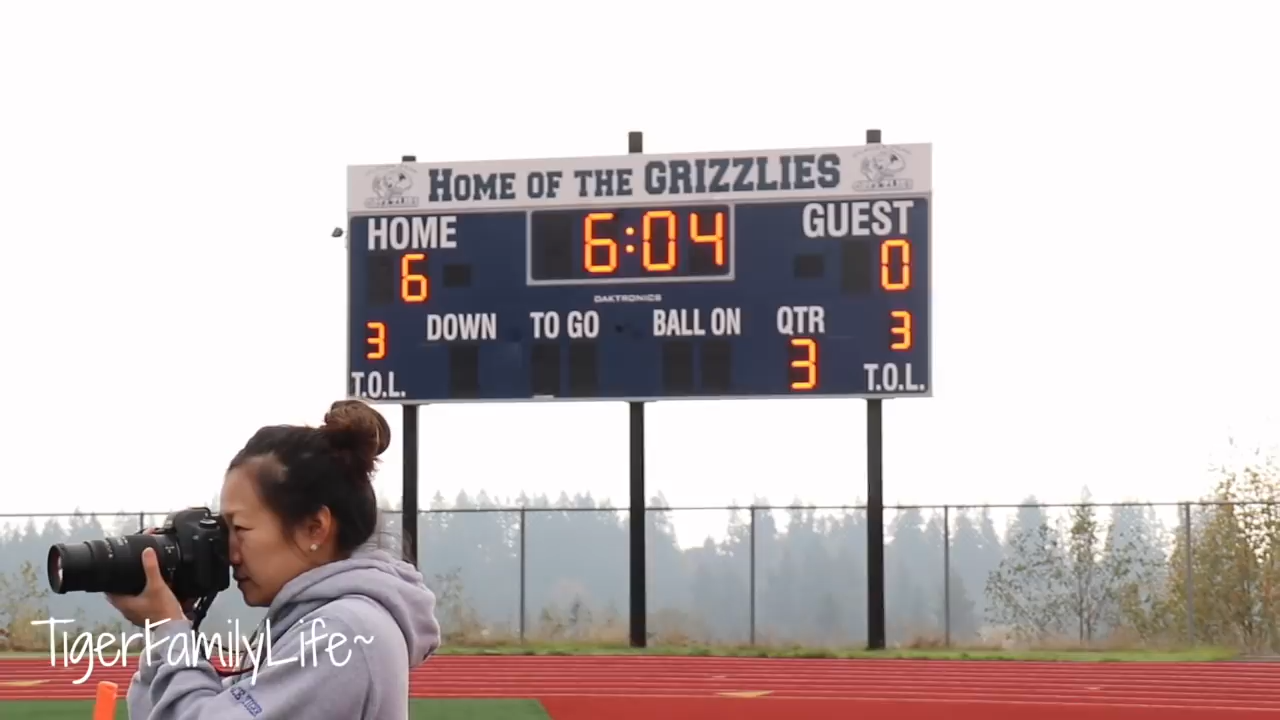 HOME OF THE GRIZZLIES
HOME 6:04 GUEST
6 0
DAKTRONICS
DOWN TO GO BALL ON QTR
3 3 3
T.O.L. T.O.L.
TigerFamilyLife~